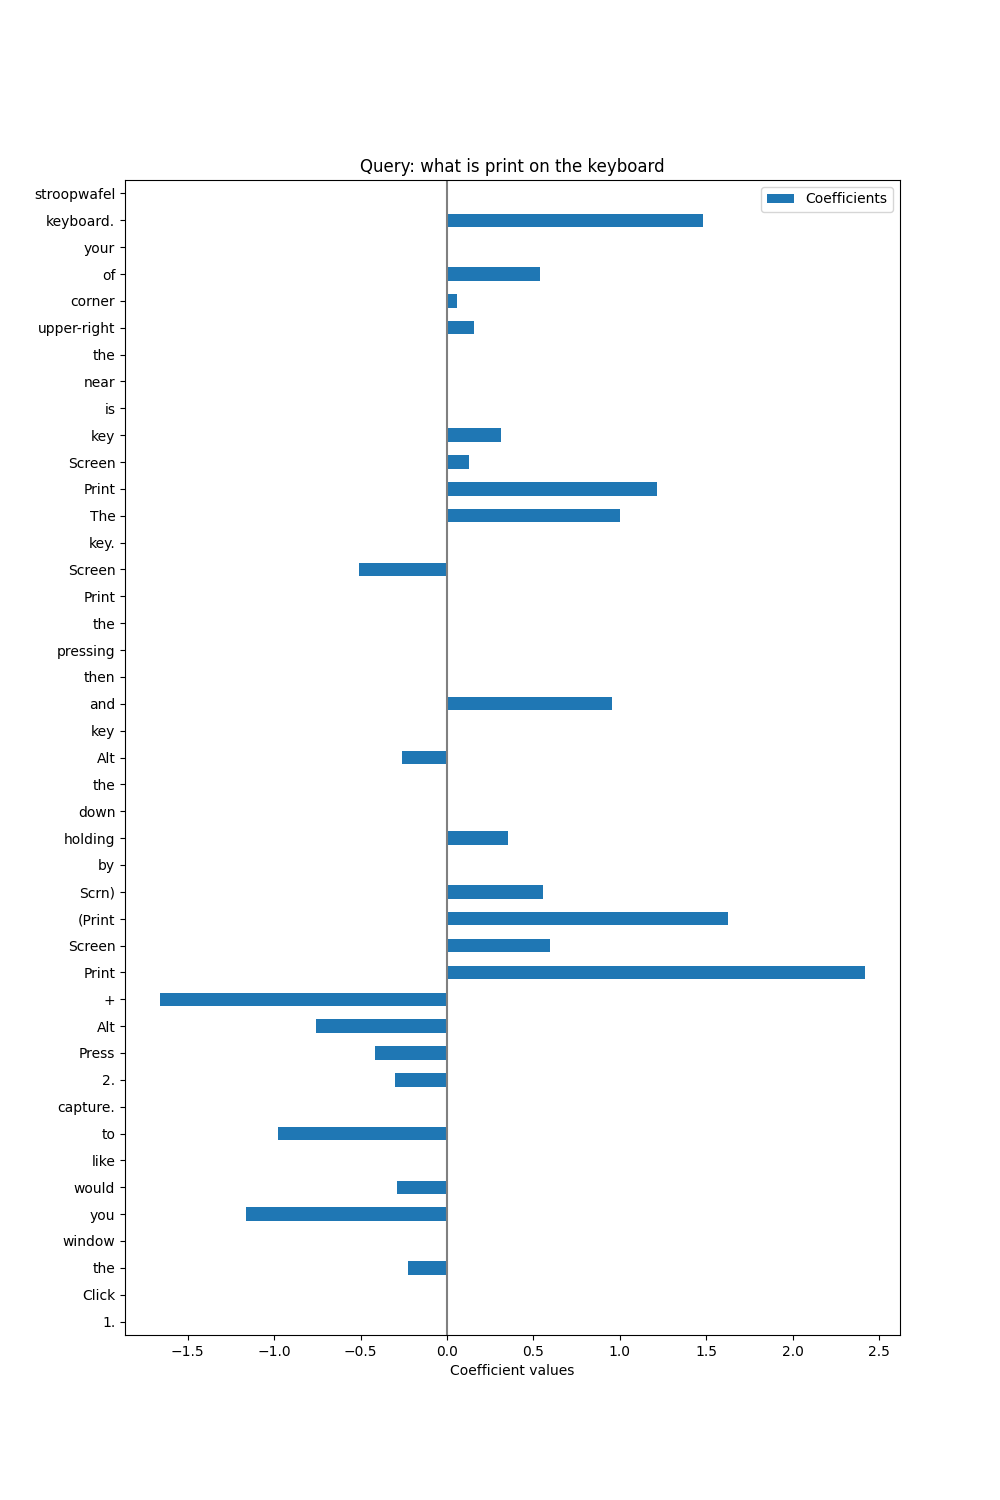 Query: what is print on the keyboard
Coefficients
stroopwafel
keyboard.
your
of
corner
upper-right
the
near
is
key
Screen
Print
The
key.
Screen
Print
the
pressing
then
and
key
Alt
the
down
holding
by
Scrn)
(Print
Screen
Print
+
Alt
Press
2.
capture.
to
like
would
you
window
the
Click
1.
−1.5 −1.0 −0.5 0.0 0.5 1.0 1.5 2.0 2.5
Coefficient values